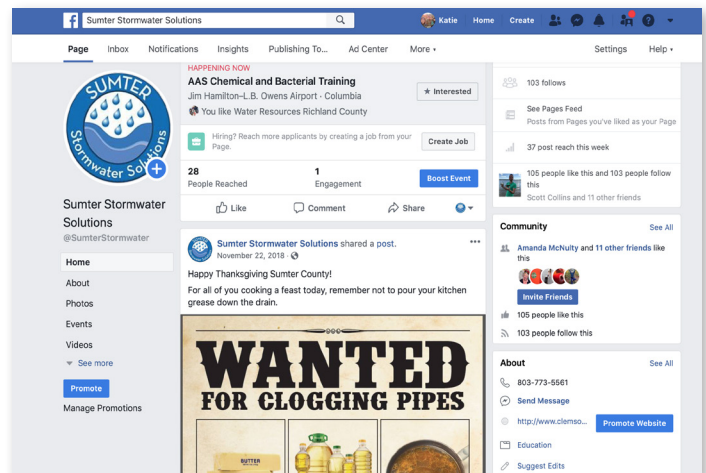 Sumter Stormwater Solutions
Katie
Home
Create
Page
Inbox
Notifications
Insights
Publishing To...
Ad Center
More
Settings
Help
SUMTER
Stormwater Solutions
Sumter Stormwater
Solutions
@SumterStormwater
Home
About
Photos
Events
Videos
See more
Promote
Manage Promotions
HAPPENING NOW
AAS Chemical and Bacterial Training
Jim Hamilton–L.B. Owens Airport · Columbia
You like Water Resources Richland County
Interested
Hiring? Reach more applicants by creating a job from your
Page.
Create Job
28
People Reached
1
Engagement
Boost Event
Like
Comment
Share
Sumter Stormwater Solutions shared a post.
November 22, 2018 ·
Happy Thanksgiving Sumter County!
For all of you cooking a feast today, remember not to pour your kitchen
grease down the drain.
WANTED
FOR CLOGGING PIPES
BUTTER
103 follows
See Pages Feed
Posts from Pages you've liked as your Page
37 post reach this week
105 people like this and 103 people follow
this
Scott Collins and 11 other friends
Community
See All
Amanda McNulty and 11 other friends like
this
Invite Friends
105 people like this
103 people follow this
About
See All
803-773-5561
Send Message
http://www.clemso...
Promote Website
Education
Suggest Edits